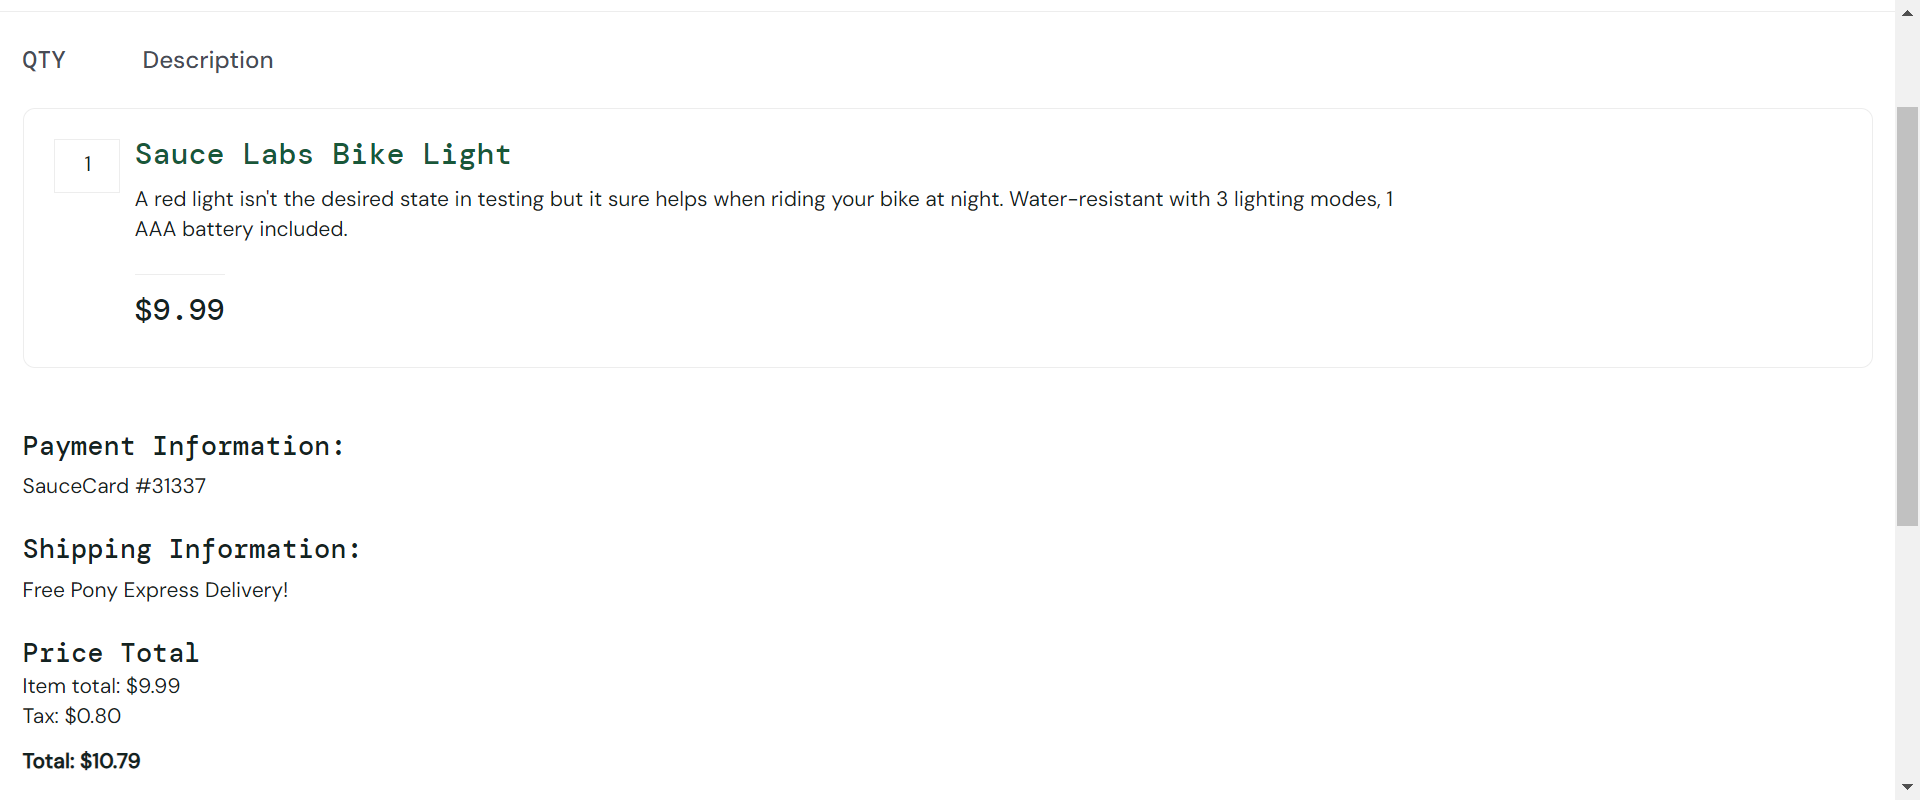 QTY Description
1 Sauce Labs Bike Light
A red light isn't the desired state in testing but it sure helps when riding your bike at night. Water-resistant with 3 lighting modes, 1
AAA battery included.
$9.99
Payment Information:
SauceCard #31337
Shipping Information:
Free Pony Express Delivery!
Price Total
Item total: $9.99
Tax: $0.80
Total: $10.79